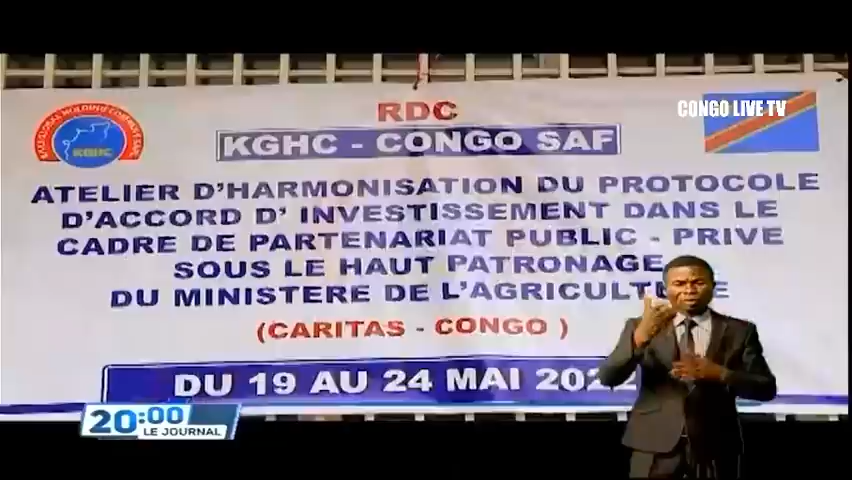 RDC
CONGO LIVE TV
KGHC
KGHC - CONGO SAF
ATELIER D'HARMONISATION DU PROTOCOLE
D'ACCORD D' INVESTISSEMENT DANS LE
CADRE DE PARTENARIAT PUBLIC - PRIVE
SOUS LE HAUT PATRONAGE
DU MINISTERE DE L'AGRICULTURE
(CARITAS - CONGO )
DU 19 AU 24 MAI 2022
20:00
LE JOURNAL